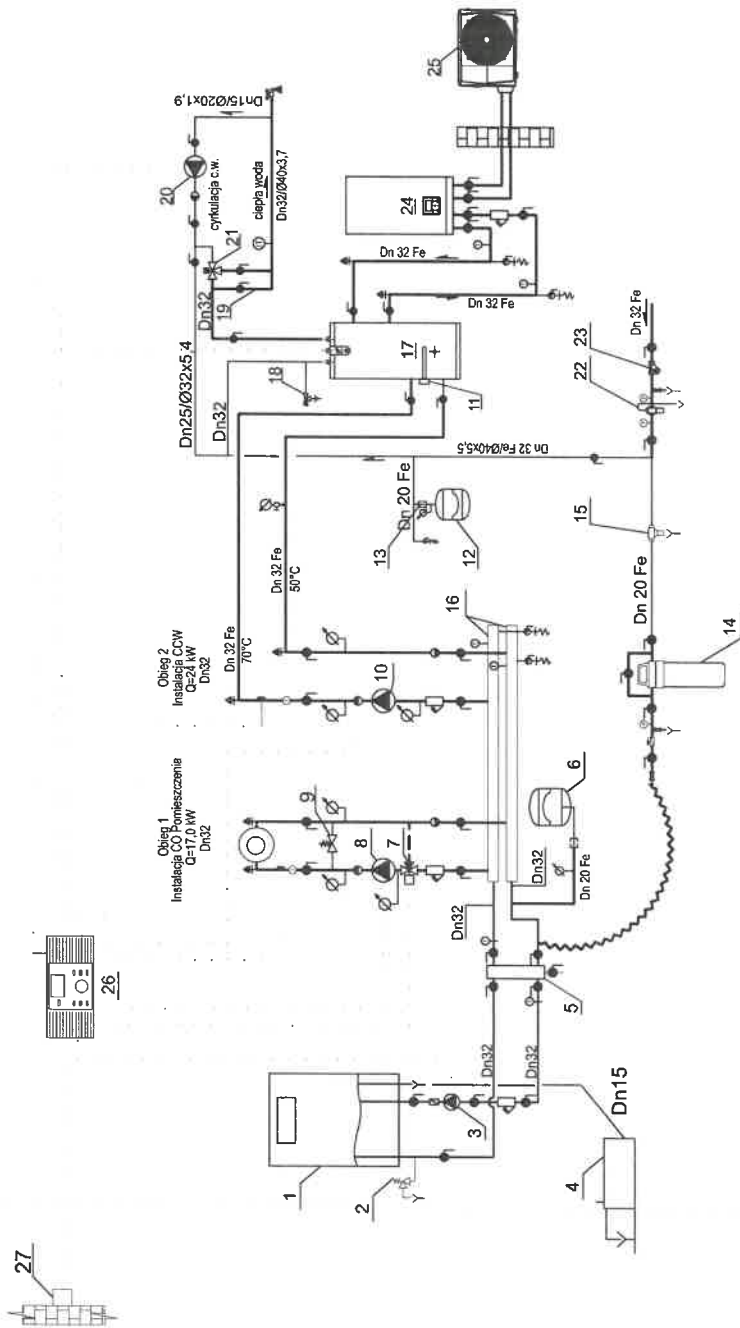 27
26
1
2
3
4
Dn15
Dn32
Dn32
5
Dn32
Dn32
Dn 20 Fe
6
Obieg 1
Instalacja CO Pomieszczenia
Q=17,0 kW
Dn32
7
8
9
Obieg 2
Instalacja CCW
Q=24 kW
Dn32
10
Dn 32 Fe
70°C
Dn 32 Fe
50°C
16
14
Dn 20 Fe
15
13
Dn 20 Fe
12
Dn 32 Fe/Ø40x5,5
22
23
Dn 32 Fe
11
17
18
Dn32
Dn25/Ø32x5,4
Dn32
19
21
20
cyrkulacja c.w.
ciepła woda
Dn32/Ø40x3,7
Dn15/Ø20x1,9
Dn 32 Fe
Dn 32 Fe
24
25